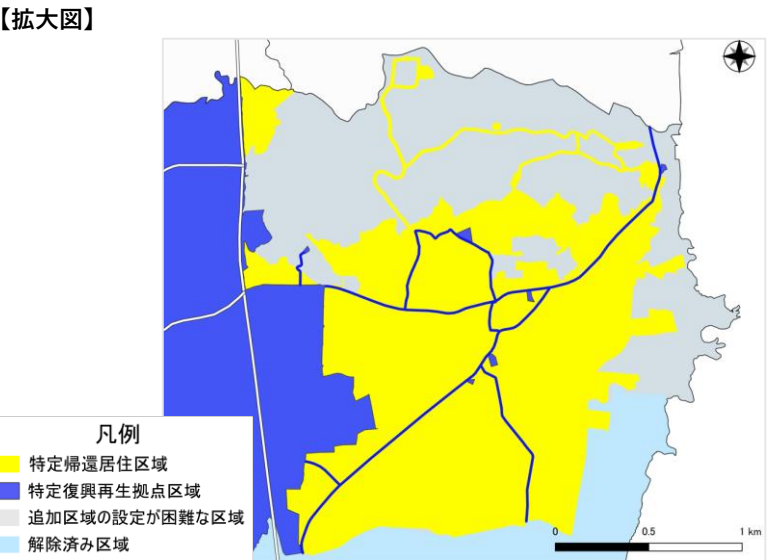 【拡大図】
凡例
特定帰還居住区域
特定復興再生拠点区域
追加区域の設定が困難な区域
解除済み区域
0 0.5 1 km